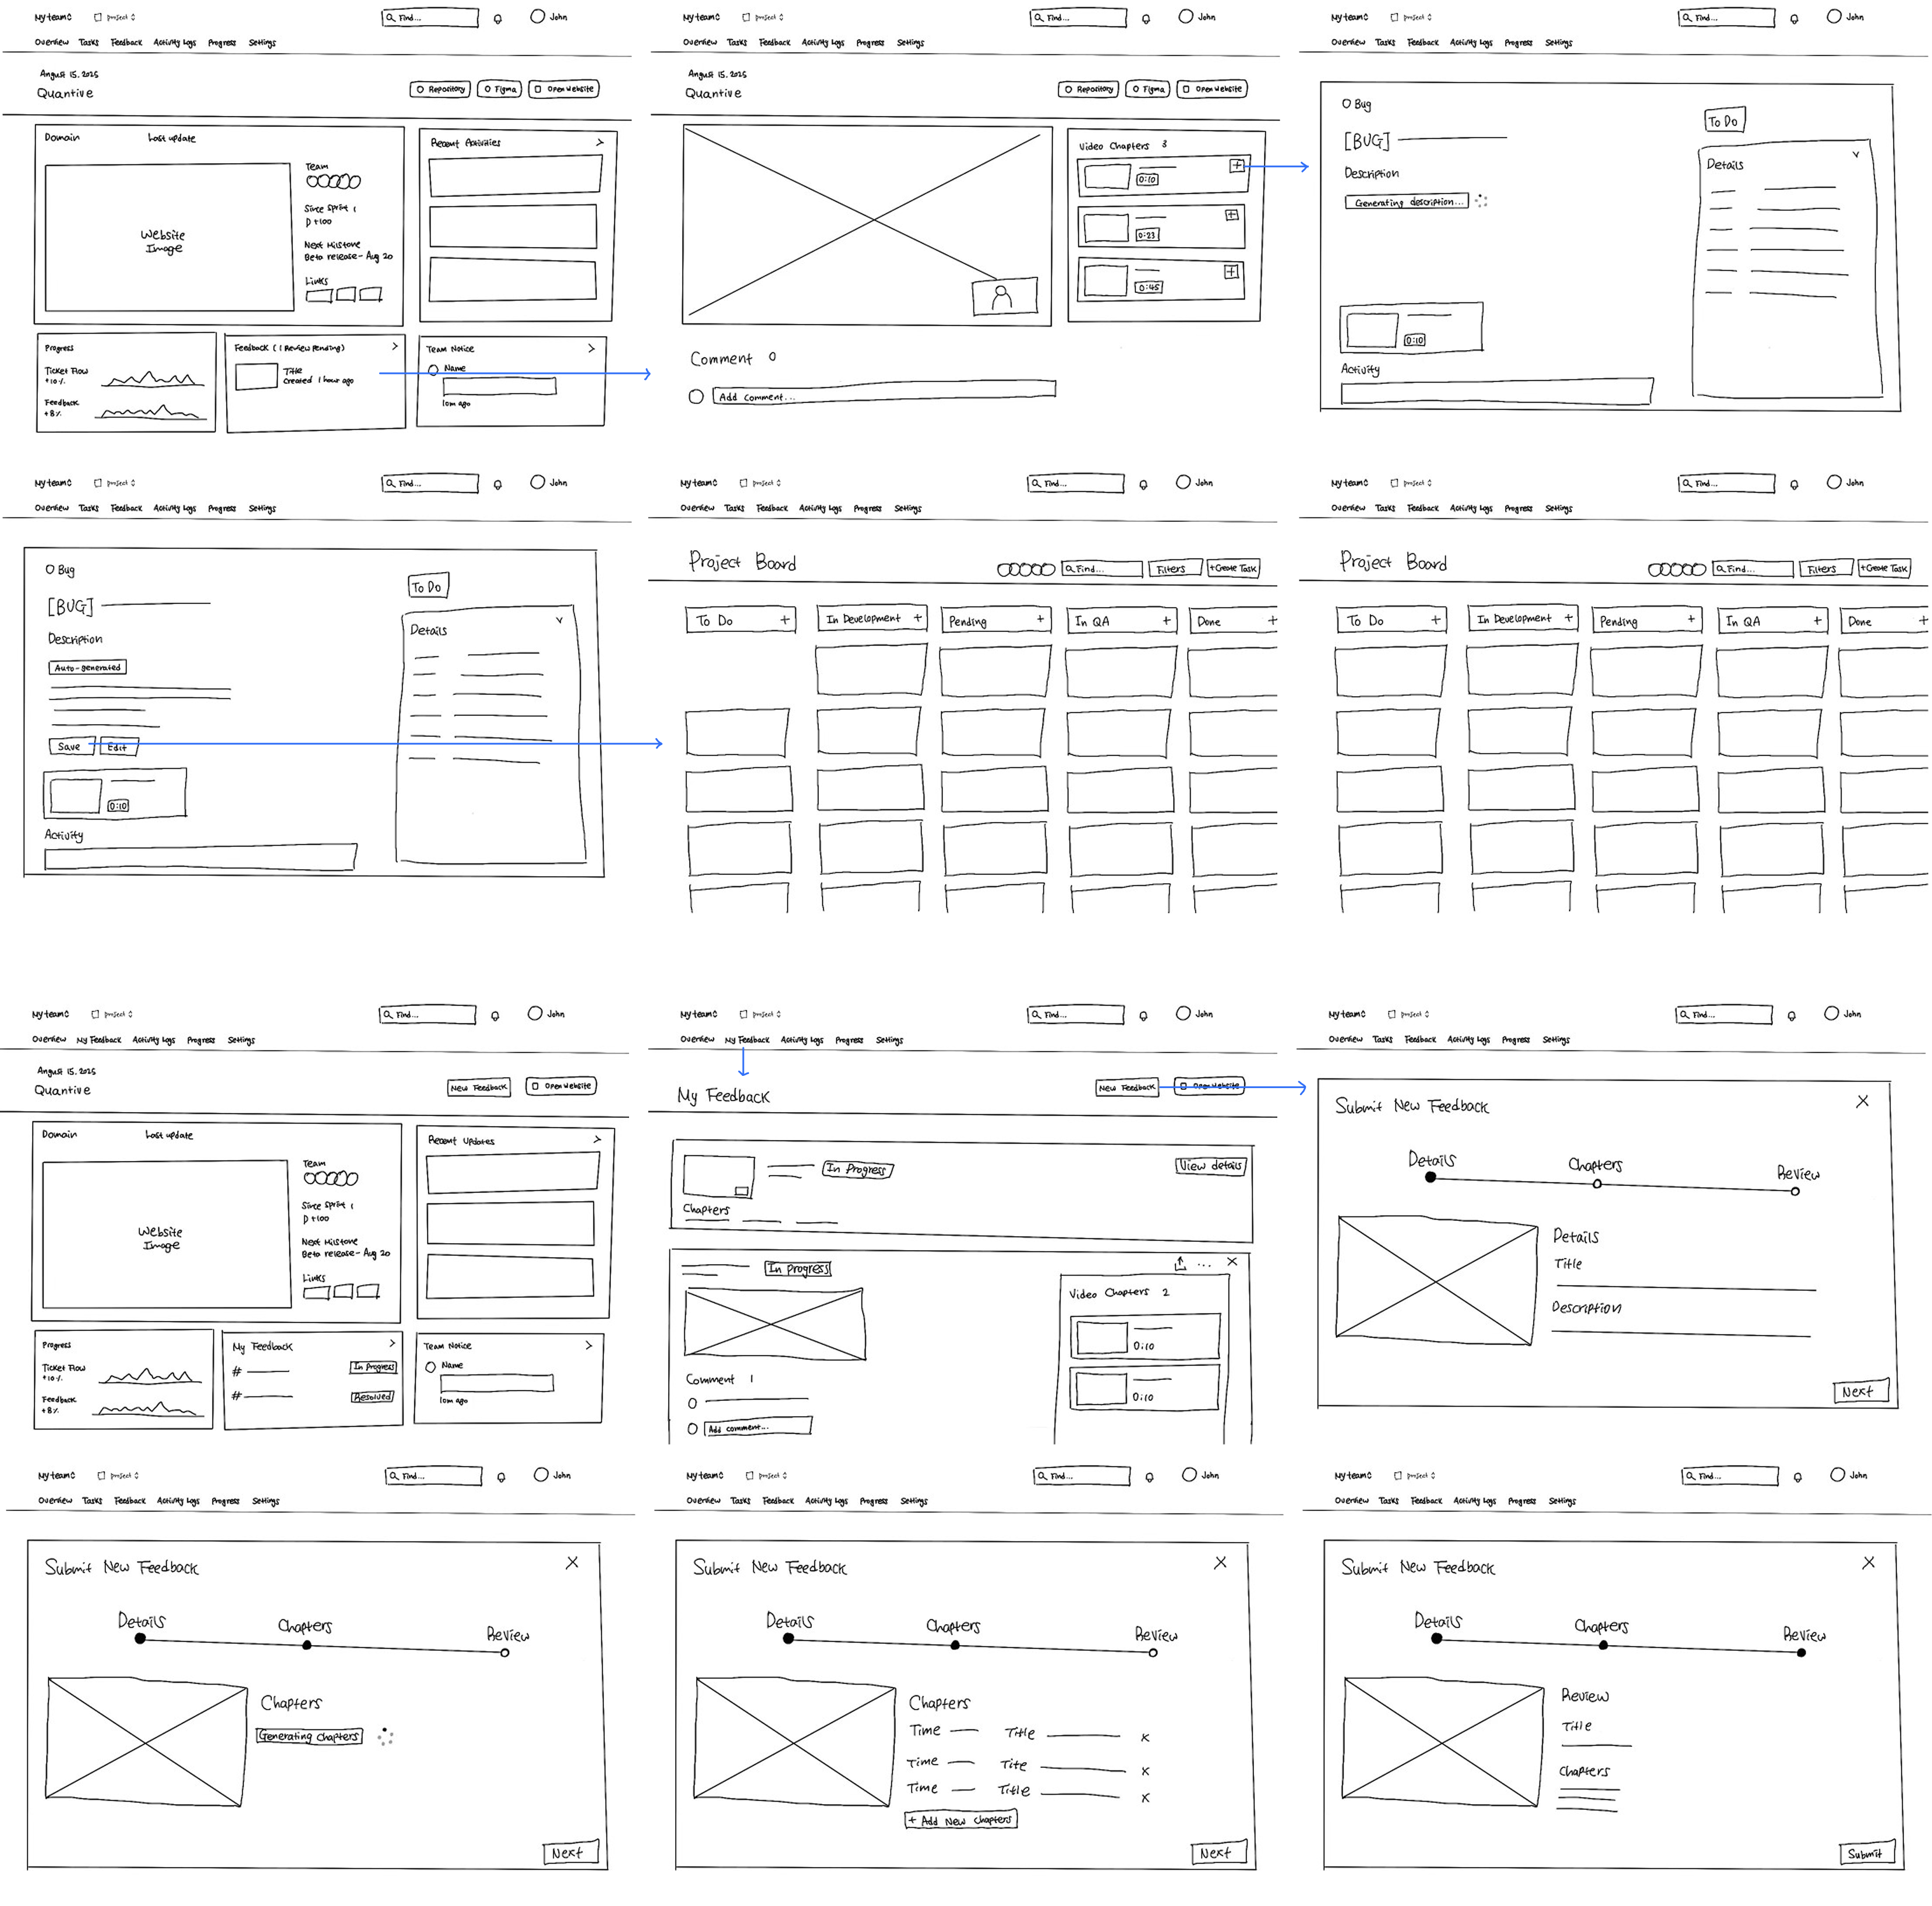 My team project Find... John
Overview Tasks Feedback Activity Logs Progress Settings
August 15. 2025
Quantive
Repository Figma Open Website
Domain Last update
Website
Image
Team
Since Sprint 1
D+100
Next Milstone
Beta release - Aug 20
Links
Recent Activities >
Progress
Ticket Flow
+10%
Feedback
+8%
Feedback (1 Review Pending) >
Title
Created 1 hour ago
Team Notice >
Name
10m ago
My team project Find... John
Overview Tasks Feedback Activity Logs Progress Settings
August 15. 2025
Quantive
Repository Figma Open Website
Video Chapters 3
0:10 +
0:23 +
0:45 +
Comment 0
Add comment...
My team project Find... John
Overview Tasks Feedback Activity Logs Progress Settings
Bug
[BUG]
Description
Generating description...
0:10
Activity
To Do
Details
My team project Find... John
Overview Tasks Feedback Activity Logs Progress Settings
Bug
[BUG]
Description
Auto-generated
Save Edit
0:10
Activity
To Do
Details
My team project Find... John
Overview Tasks Feedback Activity Logs Progress Settings
Project Board
Find... Filters +Create Task
To Do + In Development + Pending + In QA + Done +
My team project Find... John
Overview Tasks Feedback Activity Logs Progress Settings
Project Board
Find... Filters +Create Task
To Do + In Development + Pending + In QA + Done +
My team project Find... John
Overview My Feedback Activity Logs Progress Settings
August 15. 2025
Quantive
New Feedback Open Website
Domain Last update
Website
Image
Team
Since Sprint 1
D+100
Next Milstone
Beta release - Aug 20
Links
Recent Updates >
Progress
Ticket Flow
+10%
Feedback
+8%
My Feedback >
# In Progress
# Resolved
Team Notice >
Name
10m ago
My team project Find... John
Overview My Feedback Activity Logs Progress Settings
My Feedback
New Feedback Open Website
In Progress View details
Chapters
In Progress ... X
Video Chapters 2
0:10
0:10
Comment 1
Add comment...
My team project Find... John
Overview Tasks Feedback Activity Logs Progress Settings
Submit New Feedback X
Details Chapters Review
Details
Title
Description
Next
My team project Find... John
Overview Tasks Feedback Activity Logs Progress Settings
Submit New Feedback X
Details Chapters Review
Chapters
Generating Chapters
Next
My team project Find... John
Overview Tasks Feedback Activity Logs Progress Settings
Submit New Feedback X
Details Chapters Review
Chapters
Time Title x
Time Tite x
Time Title x
+ Add New Chapters
Next
My team project Find... John
Overview Tasks Feedback Activity Logs Progress Settings
Submit New Feedback X
Details Chapters Review
Review
Title
Chapters
Submit